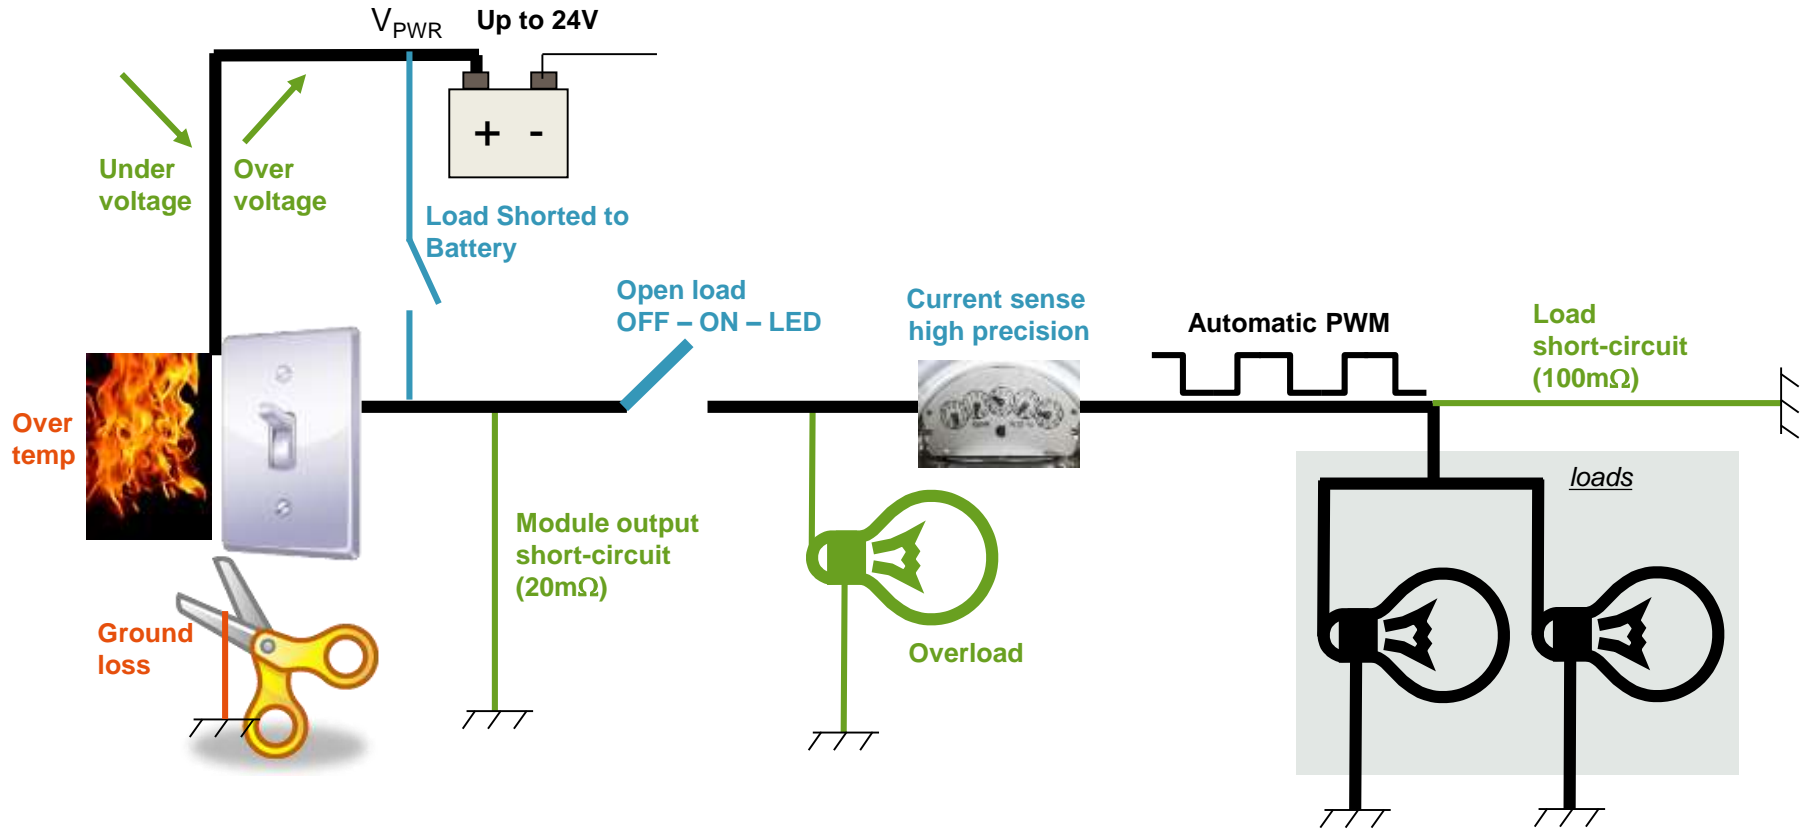 V_PWR
Up to 24V
+ -
Under
voltage
Over
voltage
Load Shorted to
Battery
Open load
OFF – ON – LED
Current sense
high precision
Automatic PWM
Load
short-circuit
(100mΩ)
Over
temp
loads
Module output
short-circuit
(20mΩ)
Ground
loss
Overload